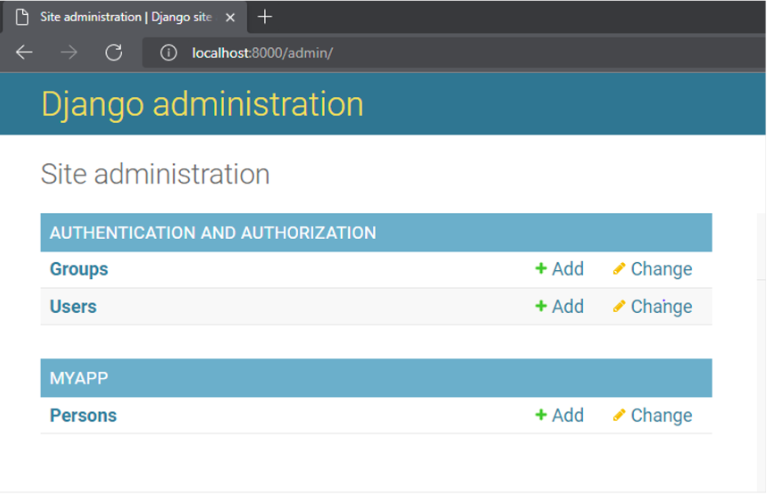 Site administration | Django site
localhost:8000/admin/
Django administration
Site administration
AUTHENTICATION AND AUTHORIZATION
Groups + Add Change
Users + Add Change
MYAPP
Persons + Add Change